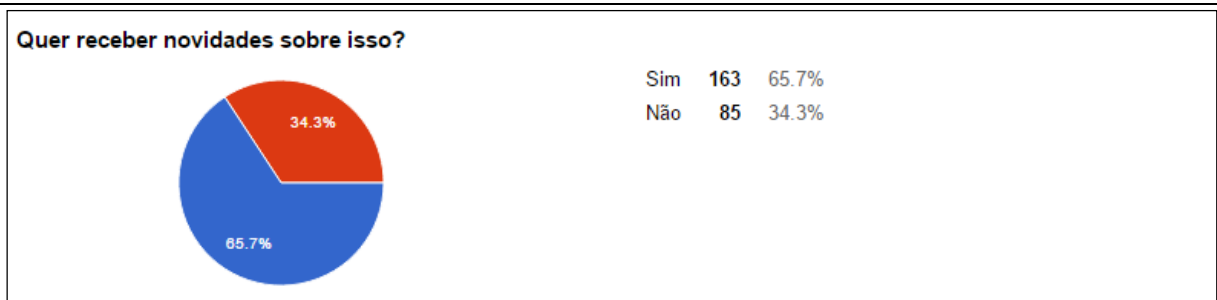 Quer receber novidades sobre isso?
Sim 163 65.7%
Não 85 34.3%
34.3%
65.7%